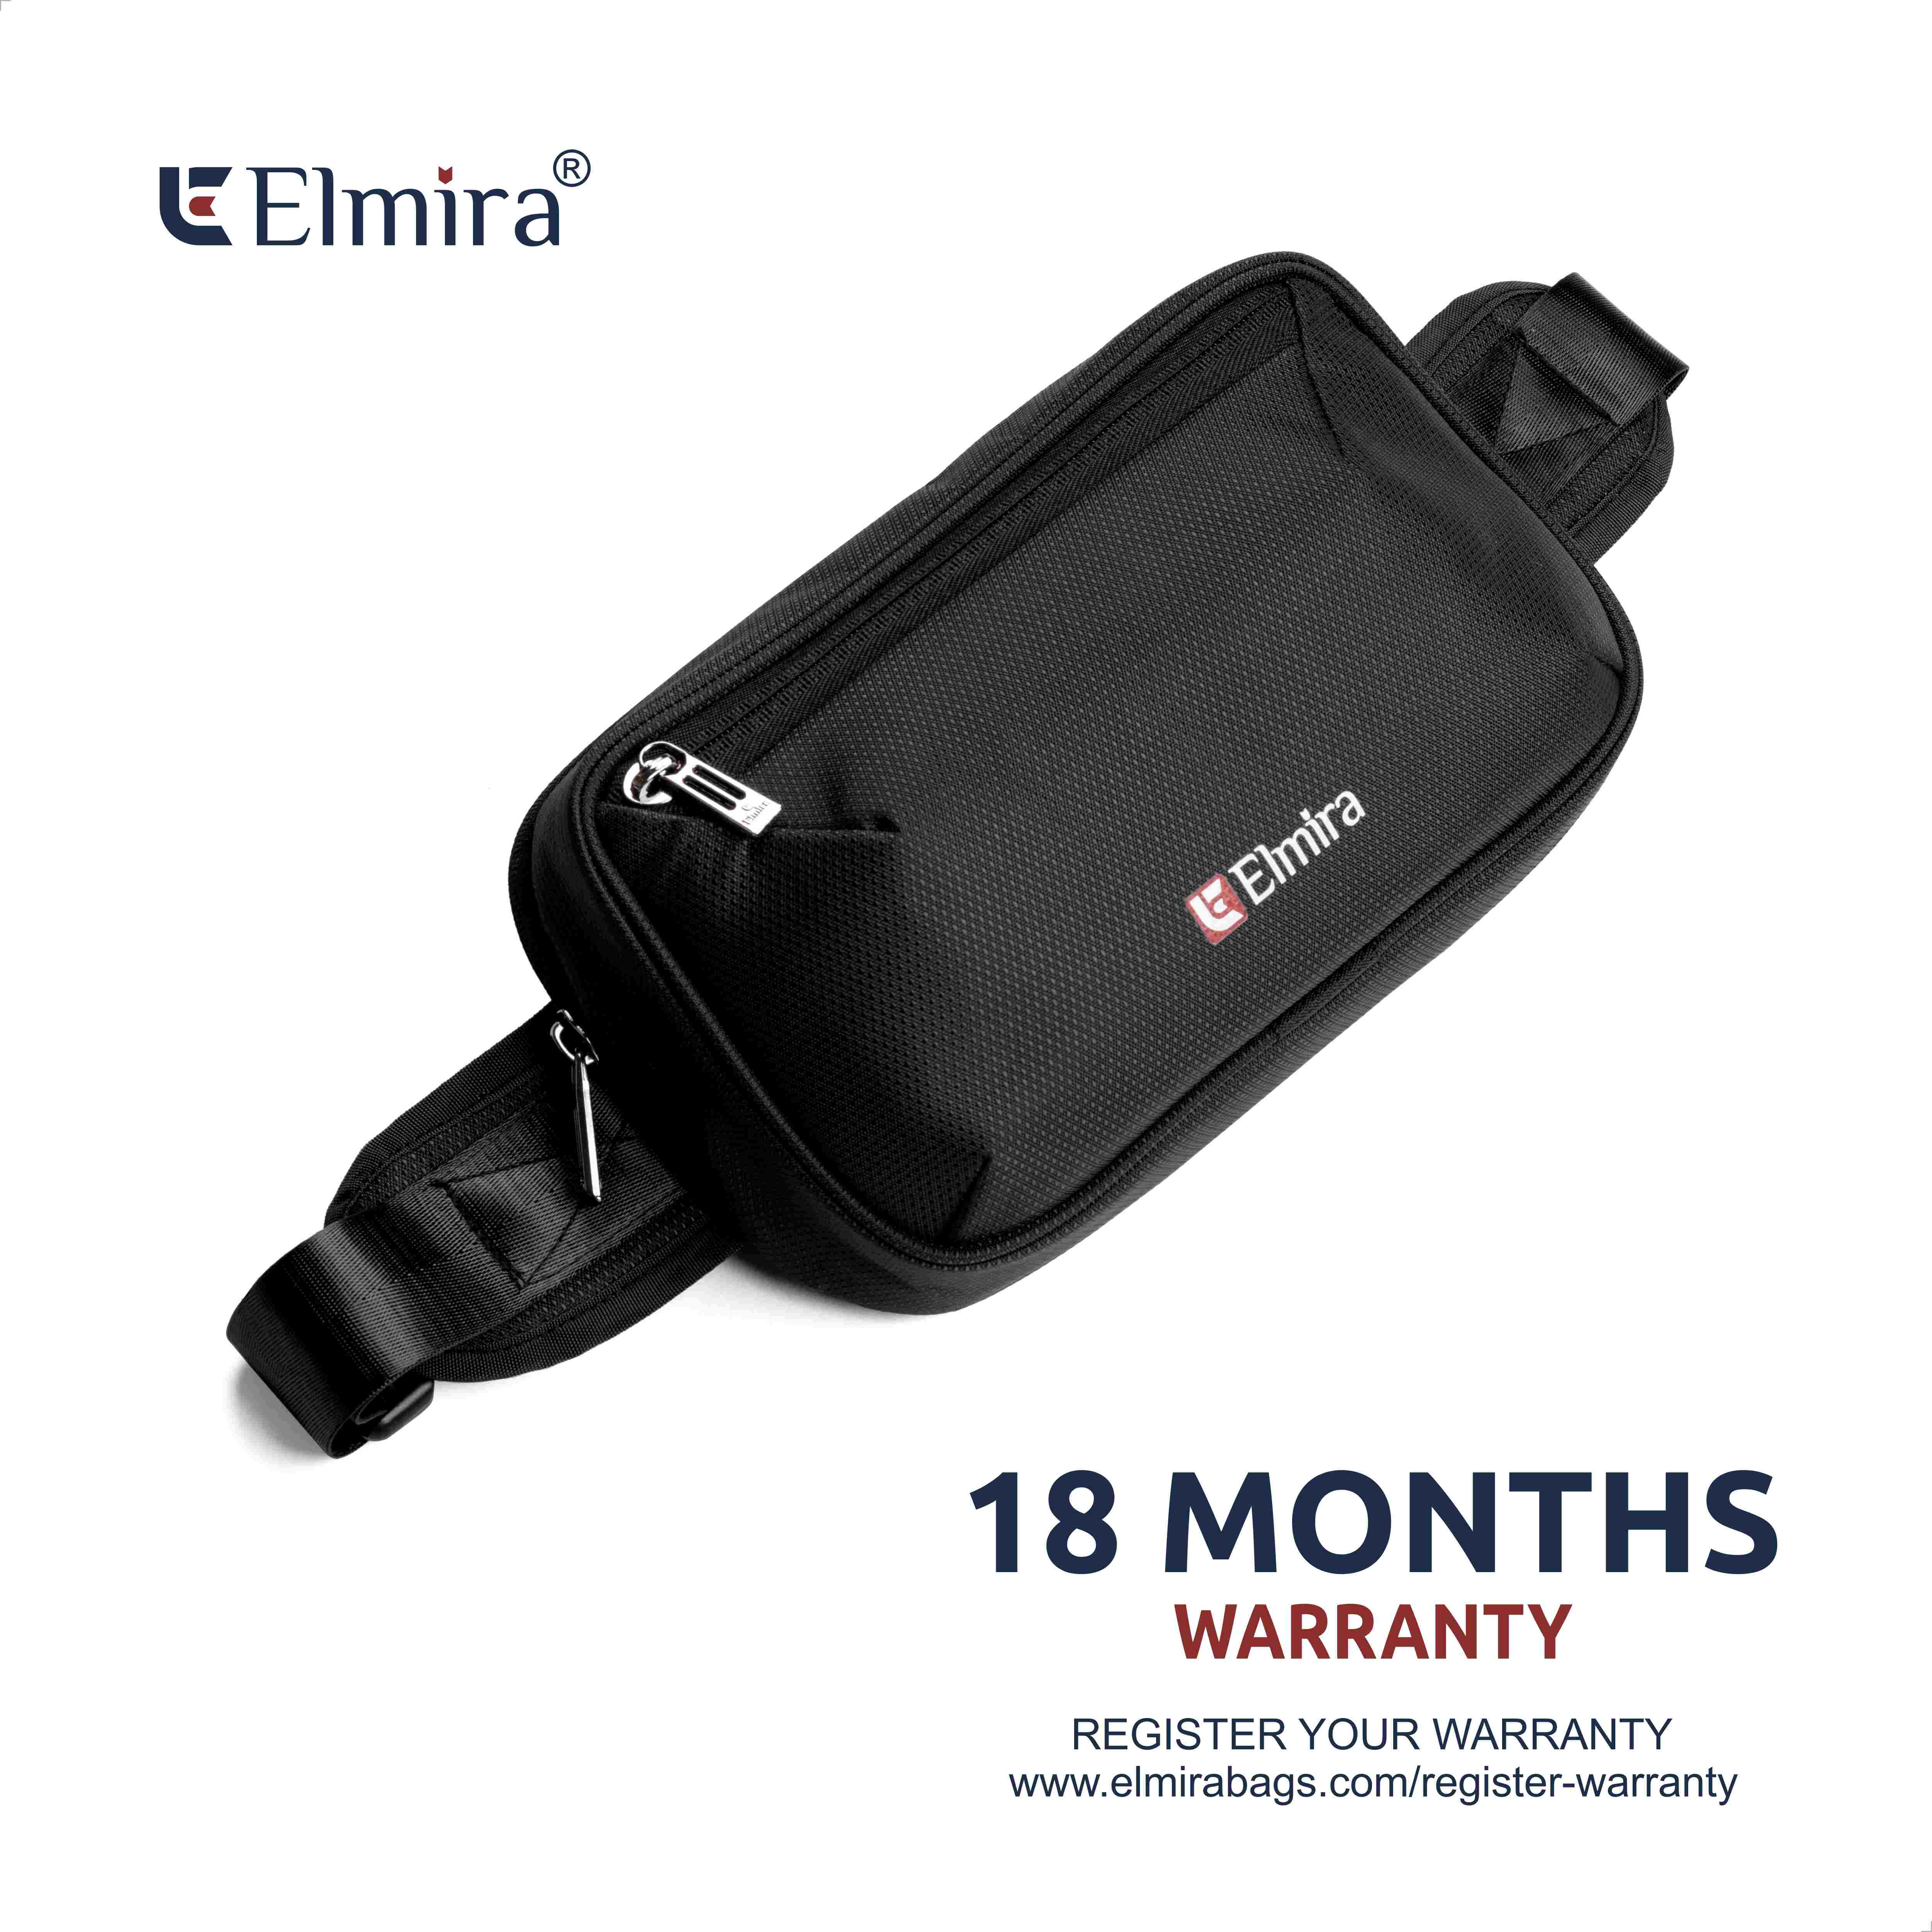 Elmira®
Elmira
18 MONTHS
WARRANTY
REGISTER YOUR WARRANTY
www.elmirabags.com/register-warranty